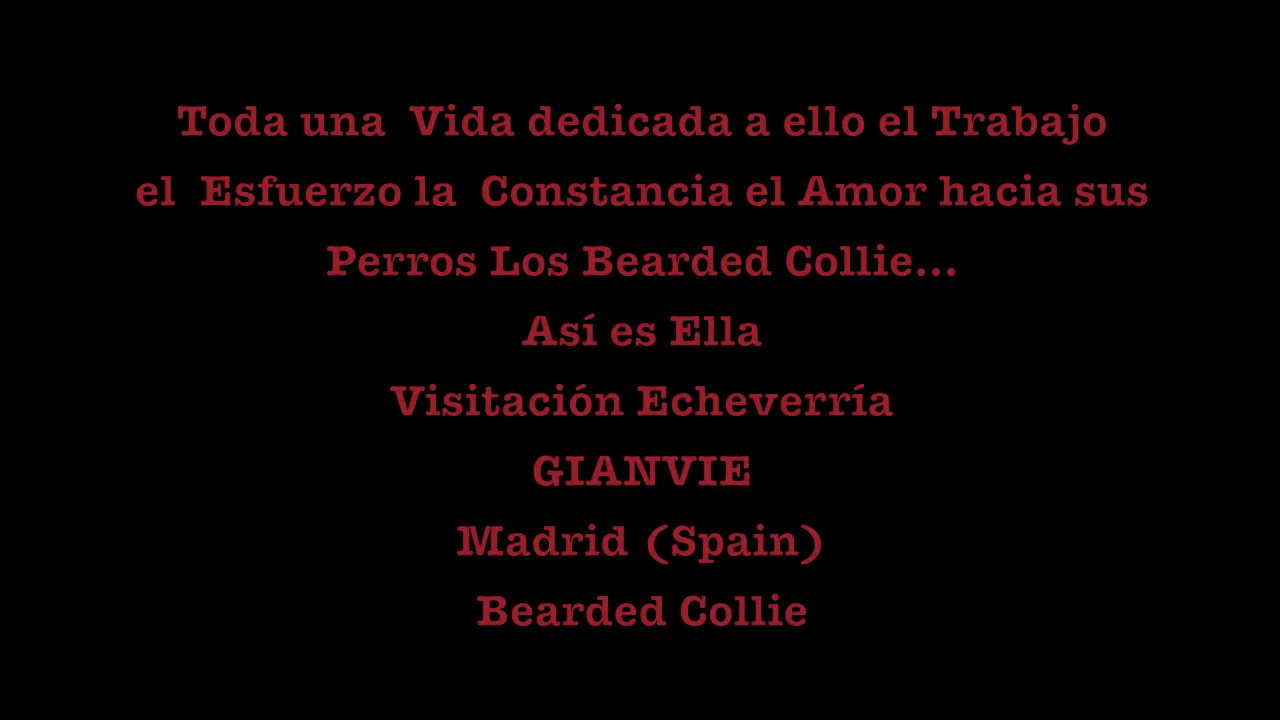 Toda una Vida dedicada a ello el Trabajo
el Esfuerzo la Constancia el Amor hacia sus
Perros Los Bearded Collie...
Así es Ella
Visitación Echeverría
GIANVIE
Madrid (Spain)
Bearded Collie